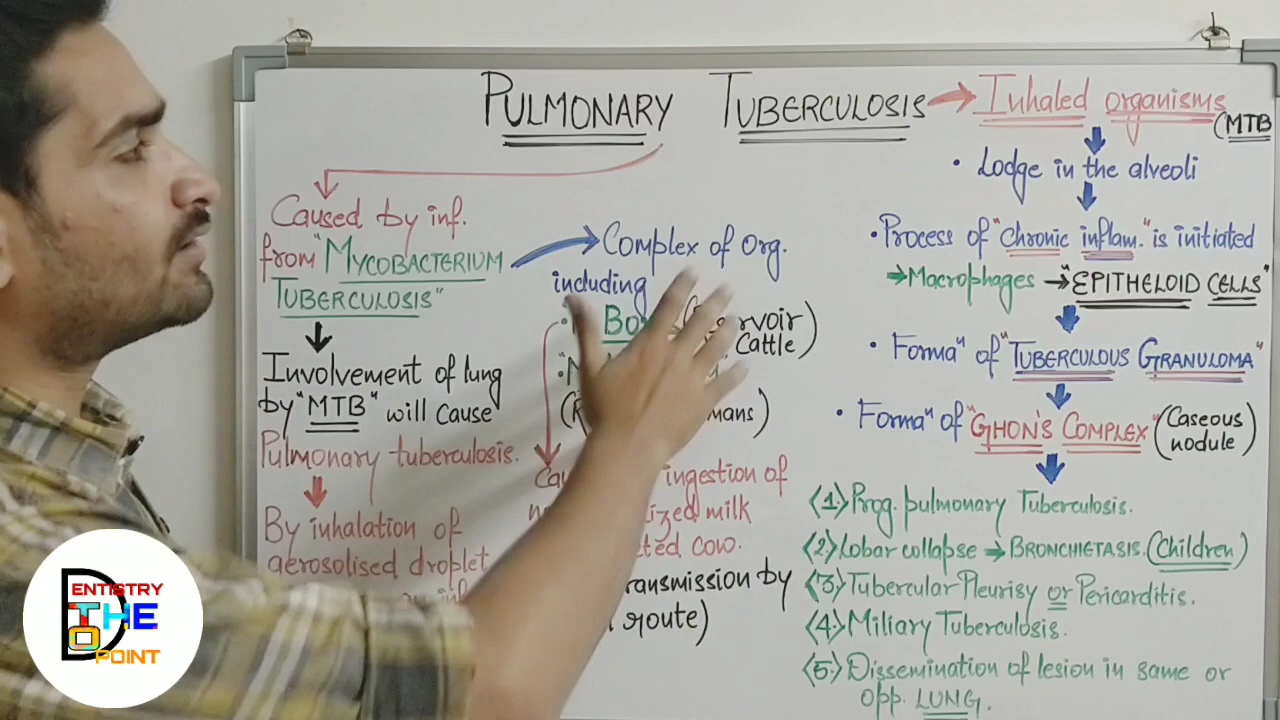 PULMONARY TUBERCULOSIS → Inhaled organisms
(MTB
Caused by inf.
from "MYCOBACTERIUM
TUBERCULOSIS"
Involvement of lung
by "MTB" will cause
Pulmonary tuberculosis.
By inhalation of
aerosolised droplet
Complex of Org.
including
Cattle)
ingestion of
milk
cow.
by
route)
• Lodge in the alveoli
• Process of "Chronic inflam." is initiated
→ Macrophages → "EPITHELOID CELLS"
• Forma" of "TUBERCULOUS GRANULOMA"
• Forma" of "GHON'S COMPLEX" (Caseous
nodule)
(1) Prog. pulmonary Tuberculosis.
(2) Lobar collapse → BRONCHIETASIS. (Children)
(3) Tubercular Pleurisy or Pericarditis.
(4) Miliary Tuberculosis.
(5) Dissemination of lesion in same or
opp. LUNG.
DENTISTRY
THE
POINT